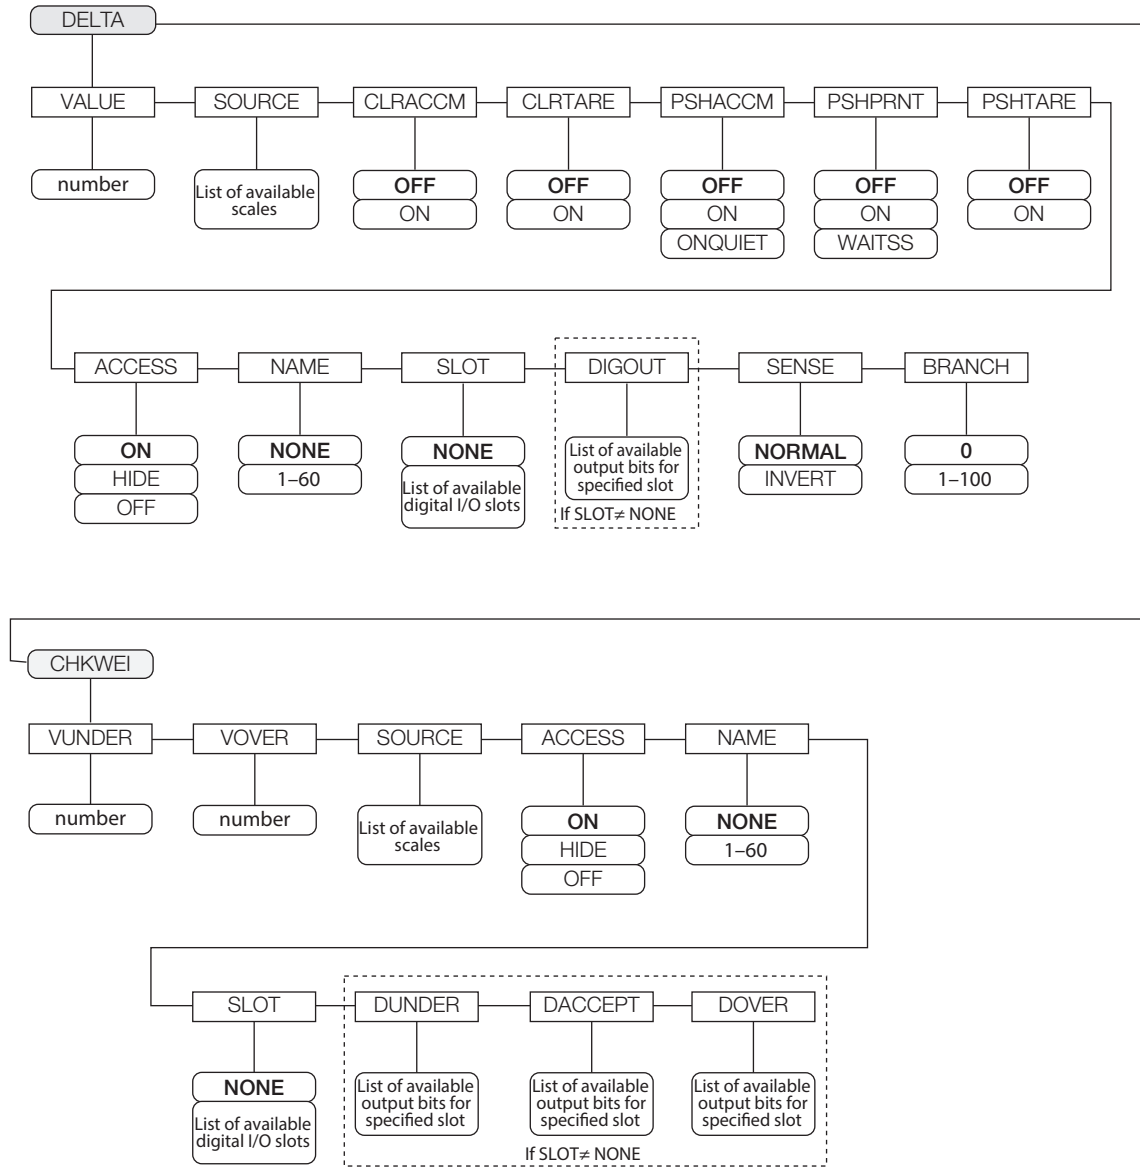 DELTA
VALUE
SOURCE
CLRACCM
CLRTARE
PSHACCM
PSHPRNT
PSHTARE
number
List of available
scales
OFF
ON
OFF
ON
OFF
ON
ONQUIET
OFF
ON
WAITSS
OFF
ON
ACCESS
NAME
SLOT
DIGOUT
SENSE
BRANCH
ON
HIDE
OFF
NONE
1–60
NONE
List of available
digital I/O slots
List of available
output bits for
specified slot
If SLOT≠ NONE
NORMAL
INVERT
0
1–100
CHKWEI
VUNDER
VOVER
SOURCE
ACCESS
NAME
number
number
List of available
scales
ON
HIDE
OFF
NONE
1–60
SLOT
DUNDER
DACCEPT
DOVER
NONE
List of available
digital I/O slots
List of available
output bits for
specified slot
List of available
output bits for
specified slot
List of available
output bits for
specified slot
If SLOT≠ NONE